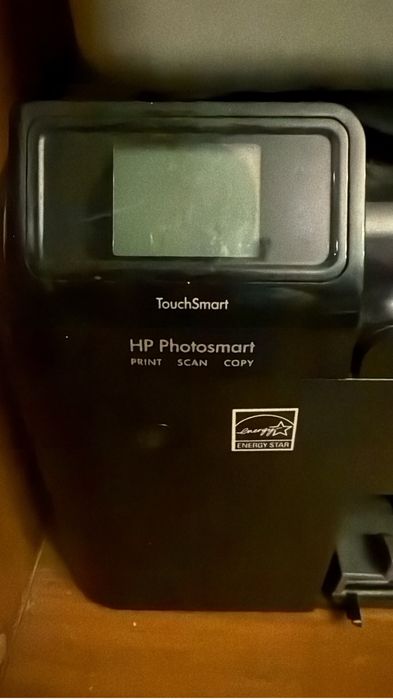 TouchSmart
HP Photosmart
PRINT SCAN COPY
energy
ENERGY STAR